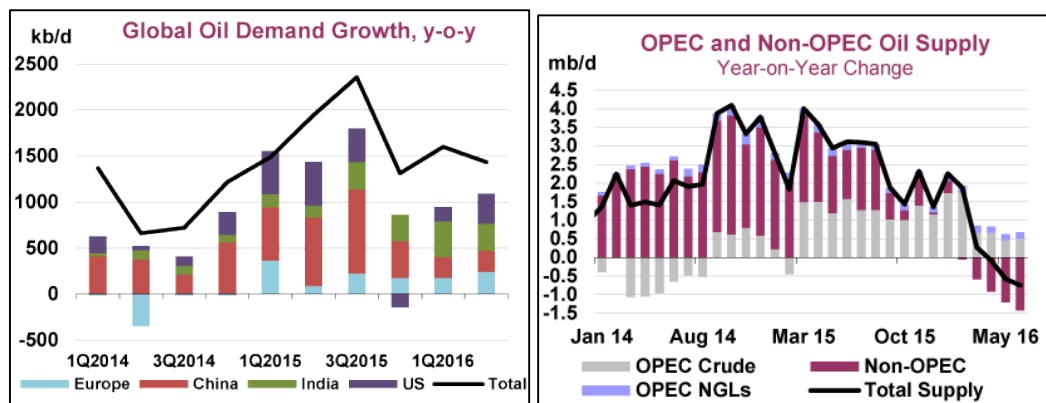 Global Oil Demand Growth, y-o-y
kb/d
2500
2000
1500
1000
500
0
-500
1Q2014 3Q2014 1Q2015 3Q2015 1Q2016
Europe China India US Total
OPEC and Non-OPEC Oil Supply
Year-on-Year Change
mb/d
4.5
4.0
3.5
3.0
2.5
2.0
1.5
1.0
0.5
0.0
-0.5
-1.0
-1.5
Jan 14 Aug 14 Mar 15 Oct 15 May 16
OPEC Crude Non-OPEC
OPEC NGLs Total Supply